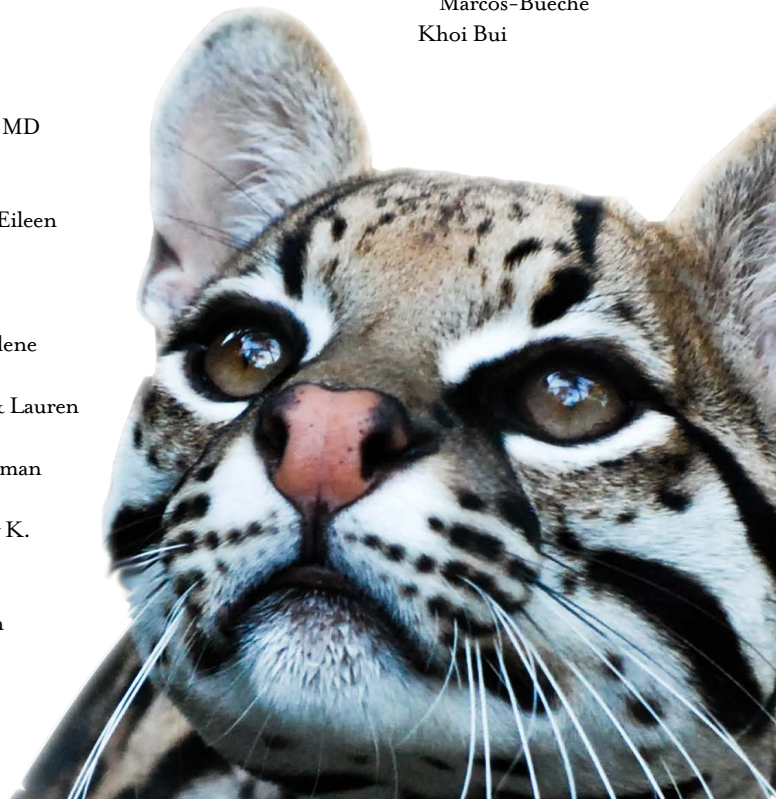 Marcos-Bueche
Khoi Bui
MD
Eileen
lene
& Lauren
man
K.
n